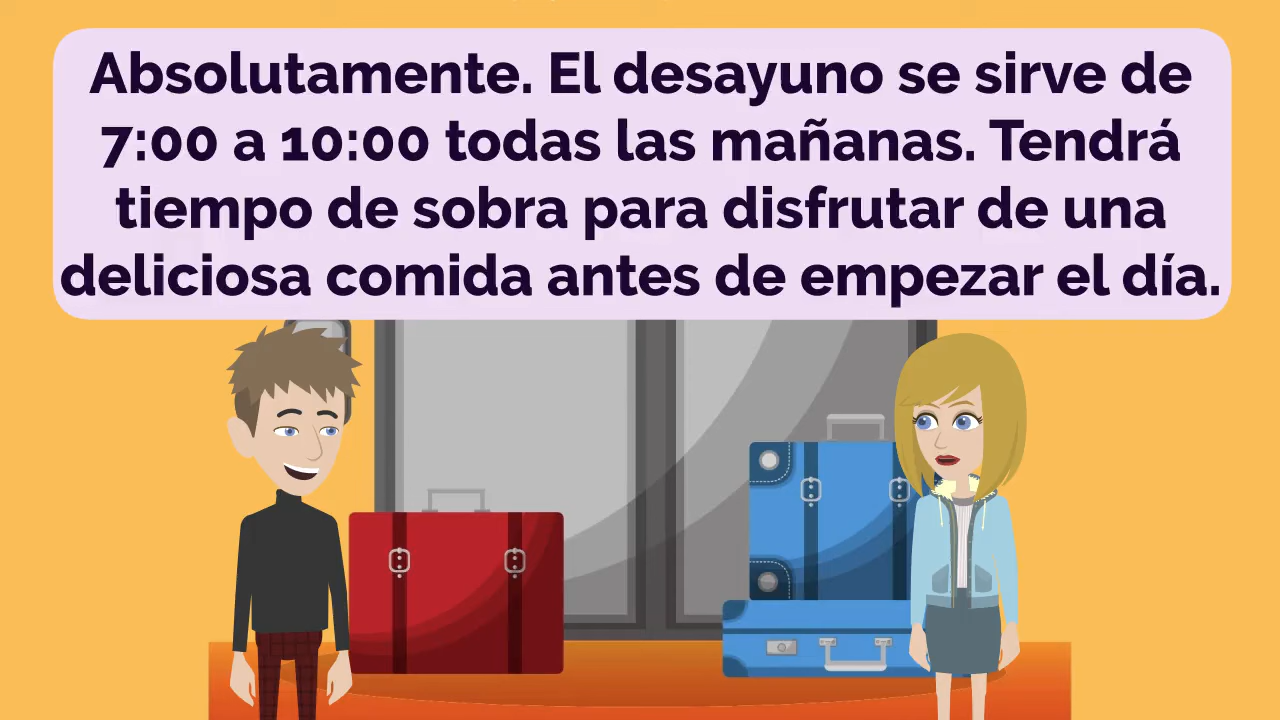 Absolutamente. El desayuno se sirve de
7:00 a 10:00 todas las mañanas. Tendrá
tiempo de sobra para disfrutar de una
deliciosa comida antes de empezar el día.